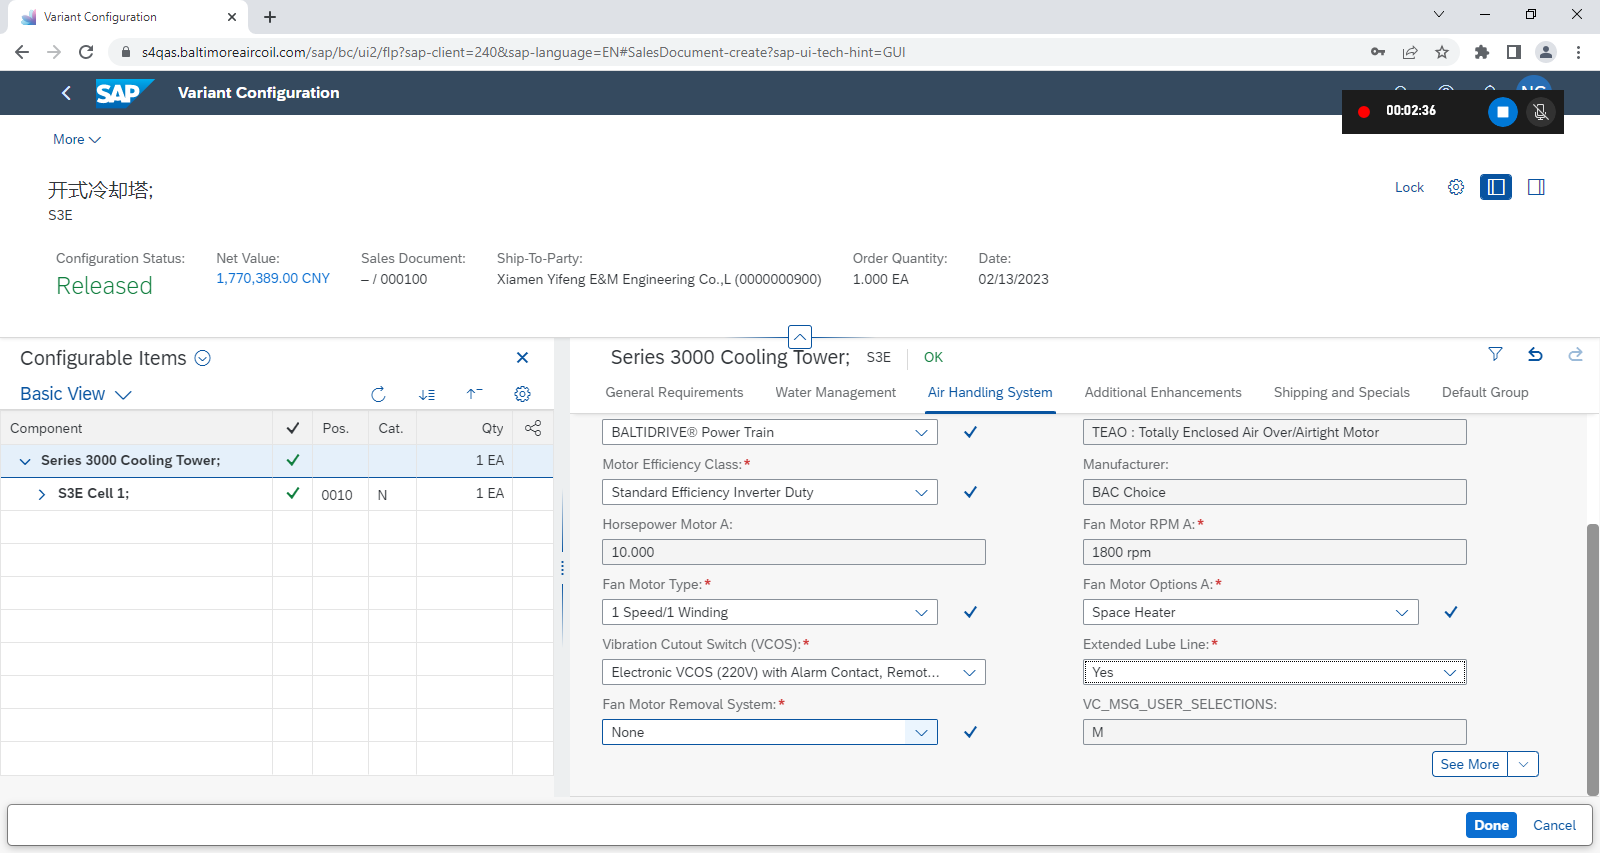 Variant Configuration
s4qas.baltimoreaircoil.com/sap/bc/ui2/flp?sap-client=240&sap-language=EN#SalesDocument-create?sap-ui-tech-hint=GUI
SAP Variant Configuration
00:02:36
More
开式冷却塔;
S3E
Lock
Configuration Status: Net Value: Sales Document: Ship-To-Party: Order Quantity: Date:
Released 1,770,389.00 CNY – / 000100 Xiamen Yifeng E&M Engineering Co.,L (0000000900) 1.000 EA 02/13/2023
Configurable Items
Basic View
Component Pos. Cat. Qty
Series 3000 Cooling Tower; 1 EA
S3E Cell 1; 0010 N 1 EA
Series 3000 Cooling Tower; S3E OK
General Requirements Water Management Air Handling System Additional Enhancements Shipping and Specials Default Group
BALTIDRIVE® Power Train TEAO : Totally Enclosed Air Over/Airtight Motor
Motor Efficiency Class:* Manufacturer:
Standard Efficiency Inverter Duty BAC Choice
Horsepower Motor A: Fan Motor RPM A:*
10.000 1800 rpm
Fan Motor Type:* Fan Motor Options A:*
1 Speed/1 Winding Space Heater
Vibration Cutout Switch (VCOS):* Extended Lube Line:*
Electronic VCOS (220V) with Alarm Contact, Remot... Yes
Fan Motor Removal System:* VC_MSG_USER_SELECTIONS:
None M
See More
Done Cancel